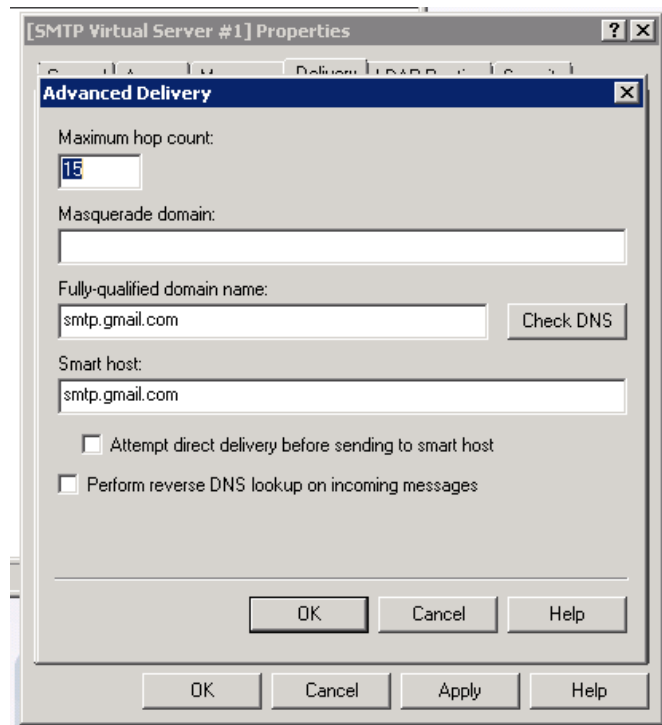 [SMTP Virtual Server #1] Properties
Delivery
Advanced Delivery
Maximum hop count:
15
Masquerade domain:
Fully-qualified domain name:
smtp.gmail.com
Check DNS
Smart host:
smtp.gmail.com
Attempt direct delivery before sending to smart host
Perform reverse DNS lookup on incoming messages
OK Cancel Help
OK Cancel Apply Help